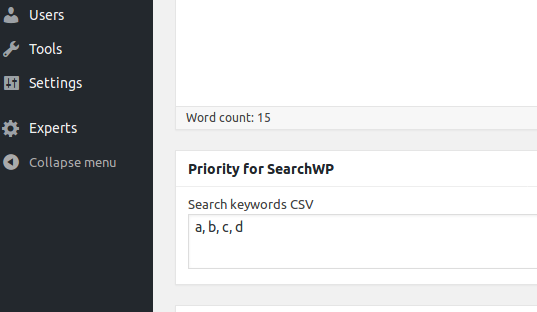 Users
Tools
Settings
Experts
Collapse menu
Word count: 15
Priority for SearchWP
Search keywords CSV
a, b, c, d